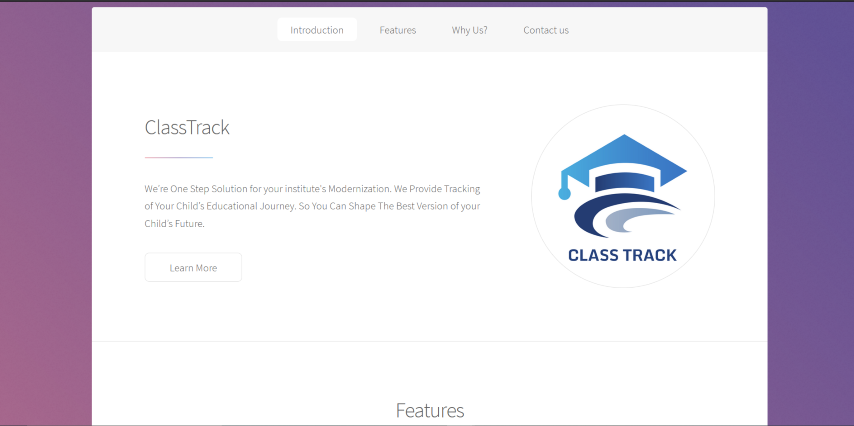 Introduction Features Why Us? Contact us
ClassTrack
We're One Step Solution for your institute's Modernization. We Provide Tracking
of Your Child's Educational Journey. So You Can Shape The Best Version of your
Child's Future.
Learn More
CLASS TRACK
Features